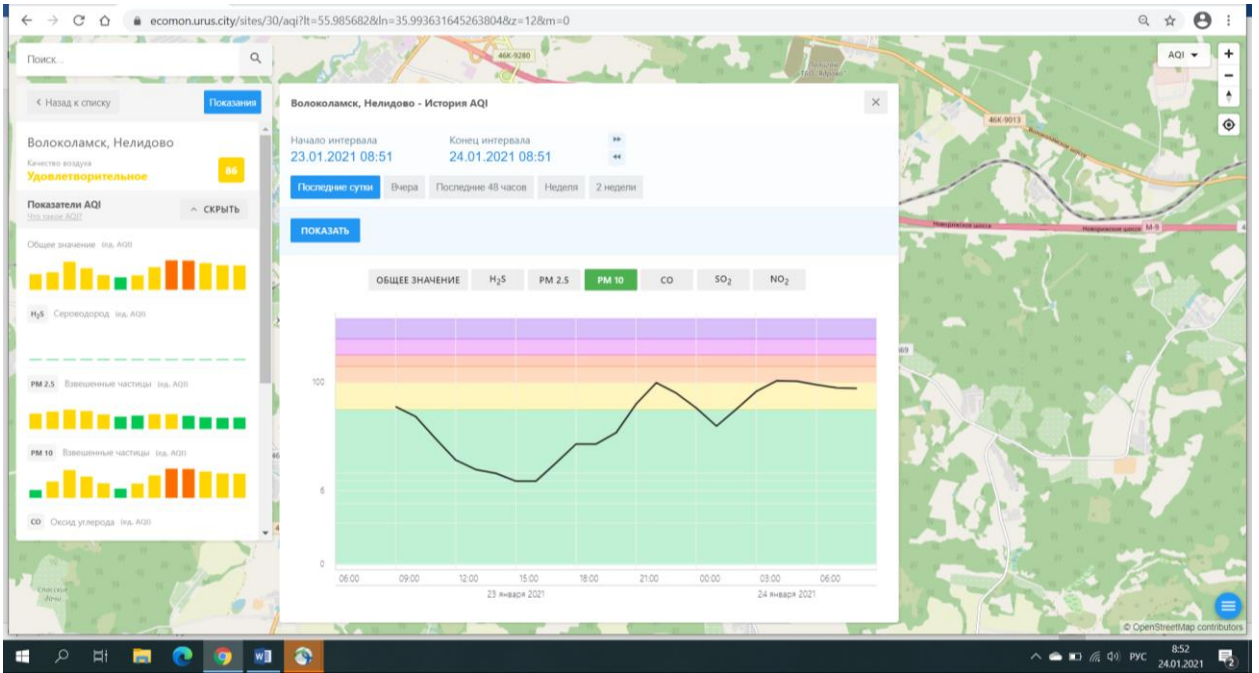 ecomon.urus.city/sites/30/aqi?lt=55.985682&ln=35.993631645263804&z=12&m=0
Поиск...
46К-9280
AQI
< Назад к списку
Показания
Волоколамск, Нелидово
Качество воздуха
Удовлетворительное
86
Показатели AQI
Что такое AQI?
СКРЫТЬ
Общее значение (ед. AQI)
H₂S Сероводород (ед. AQI)
PM 2.5 Взвешенные частицы (ед. AQI)
PM 10 Взвешенные частицы (ед. AQI)
CO Оксид углерода (ед. AQI)
Волоколамск, Нелидово - История AQI
Начало интервала
Конец интервала
23.01.2021 08:51
24.01.2021 08:51
Последние сутки Вчера Последние 48 часов Неделя 2 недели
ПОКАЗАТЬ
ОБЩЕЕ ЗНАЧЕНИЕ H₂S PM 2.5 PM 10 CO SO₂ NO₂
100
6
0
06:00 09:00 12:00 15:00 18:00 21:00 00:00 03:00 06:00
23 января 2021
24 января 2021
46К-9013
Волоколамское шоссе
Новорижское шоссе
Новорижское шоссе
М-9
© OpenStreetMap contributors
РУС
8:52
24.01.2021
2